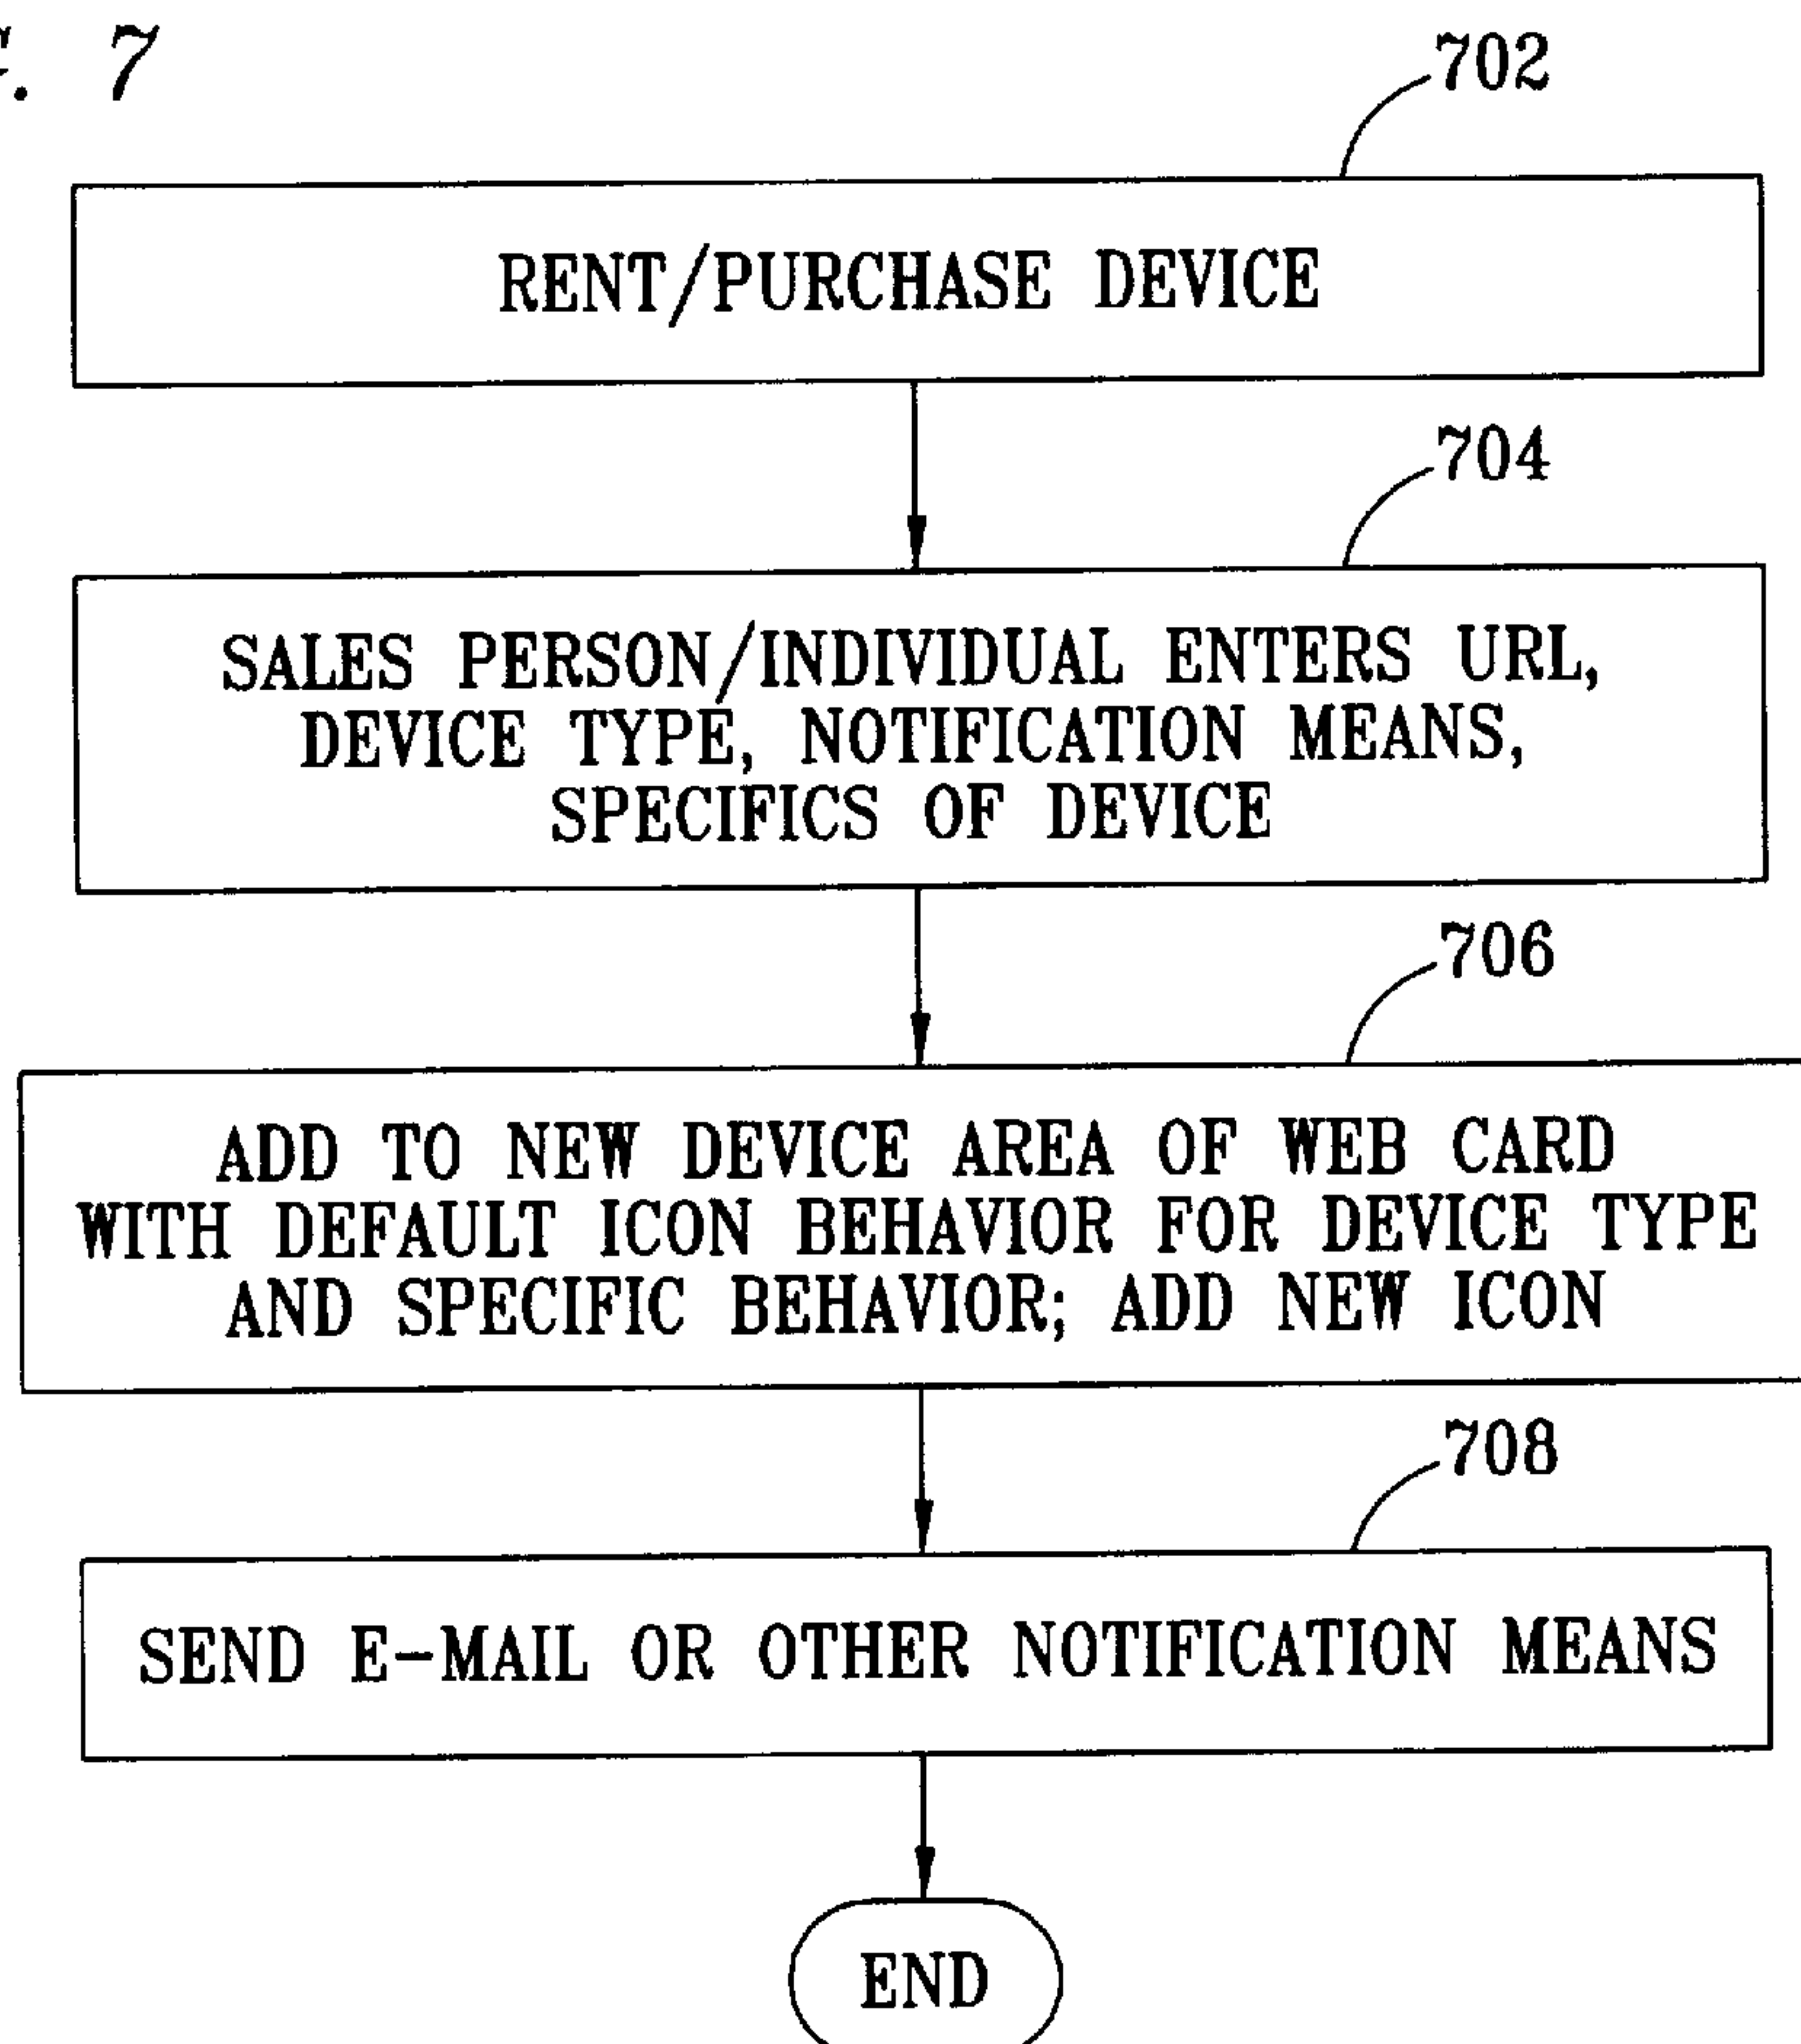 . 7
702
RENT/PURCHASE DEVICE
704
SALES PERSON/INDIVIDUAL ENTERS URL,
DEVICE TYPE, NOTIFICATION MEANS,
SPECIFICS OF DEVICE
706
ADD TO NEW DEVICE AREA OF WEB CARD
WITH DEFAULT ICON BEHAVIOR FOR DEVICE TYPE
AND SPECIFIC BEHAVIOR; ADD NEW ICON
708
SEND E-MAIL OR OTHER NOTIFICATION MEANS
END